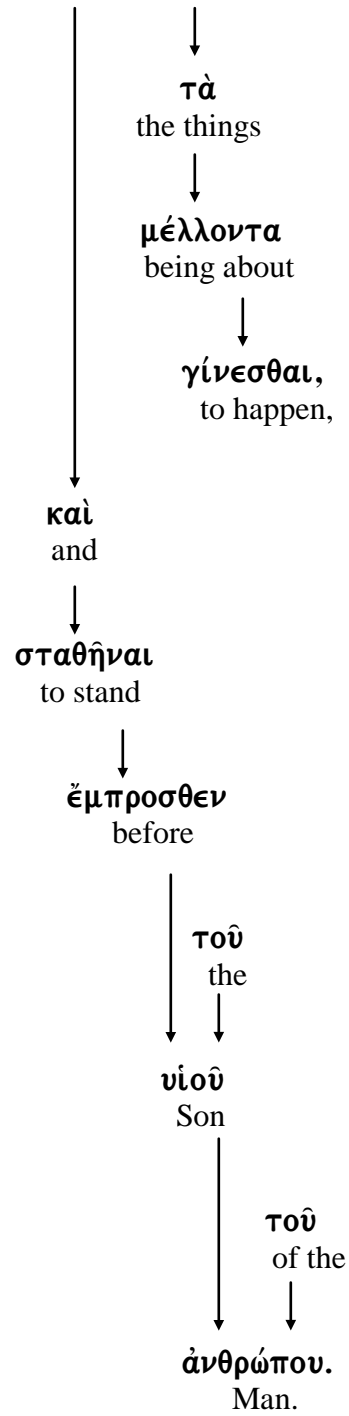 τὰ
the things
μέλλοντα
being about
γίνεσθαι,
to happen,
καὶ
and
σταθῆναι
to stand
ἔμπροσθεν
before
τοῦ
the
υἱοῦ
Son
τοῦ
of the
ἀνθρώπου.
Man.